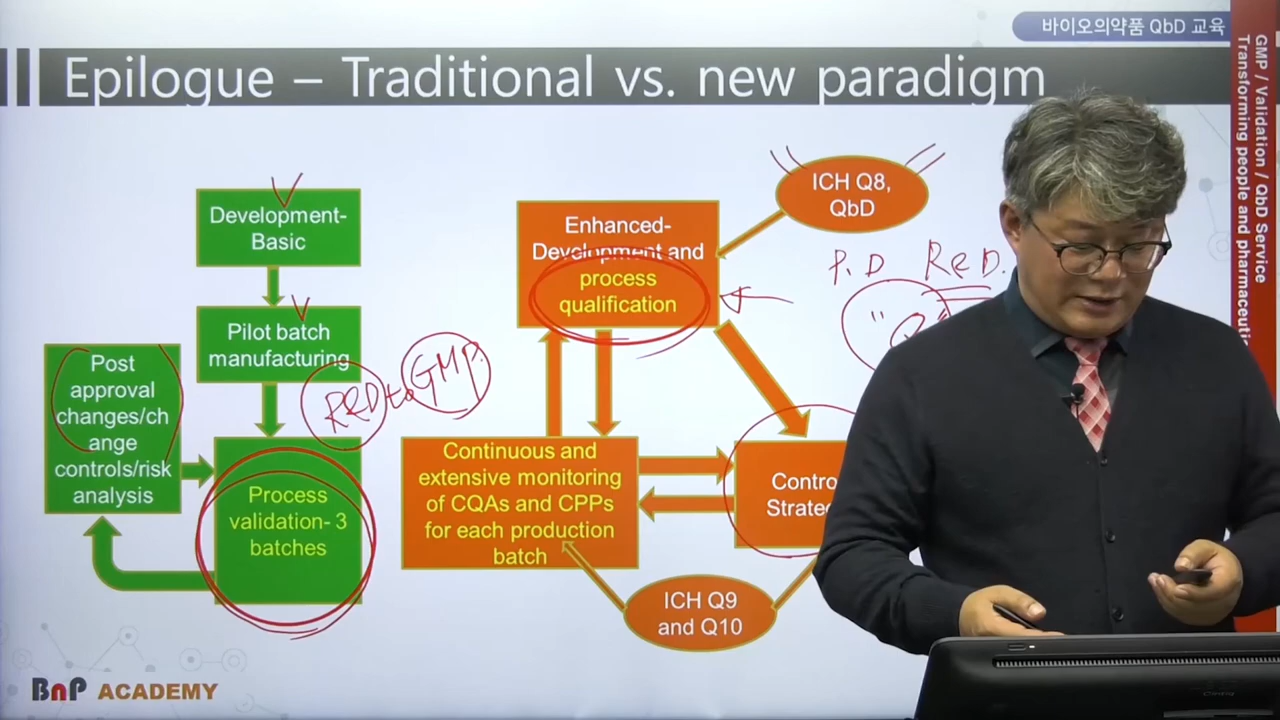 바이오의약품 QbD 교육
GMP / Validation / QbD Service
Transforming people and
Epilogue – Traditional vs. new paradigm
Development-
Basic
Pilot batch
manufacturing
Post
approval
changes/ch
ange
controls/risk
analysis
Process
validation- 3
batches
R&D to GMP.
ICH Q8,
QbD
Enhanced-
Development and
process
qualification
P.D R&D.
"Q"
Continuous and
extensive monitoring
of CQAs and CPPs
for each production
batch
Contro
Strate
ICH Q9
and Q10
BnP ACADEMY